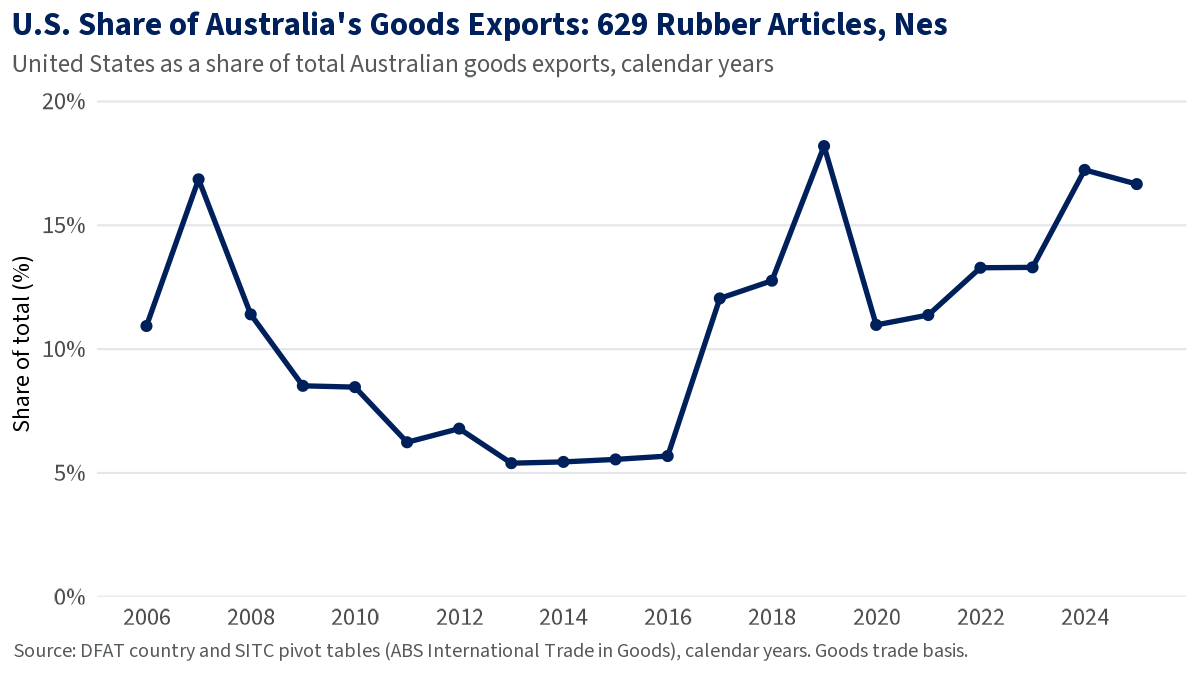 U.S. Share of Australia's Goods Exports: 629 Rubber Articles, Nes
United States as a share of total Australian goods exports, calendar years
Share of total (%)
20%
15%
10%
5%
0%
2006 2008 2010 2012 2014 2016 2018 2020 2022 2024
Source: DFAT country and SITC pivot tables (ABS International Trade in Goods), calendar years. Goods trade basis.